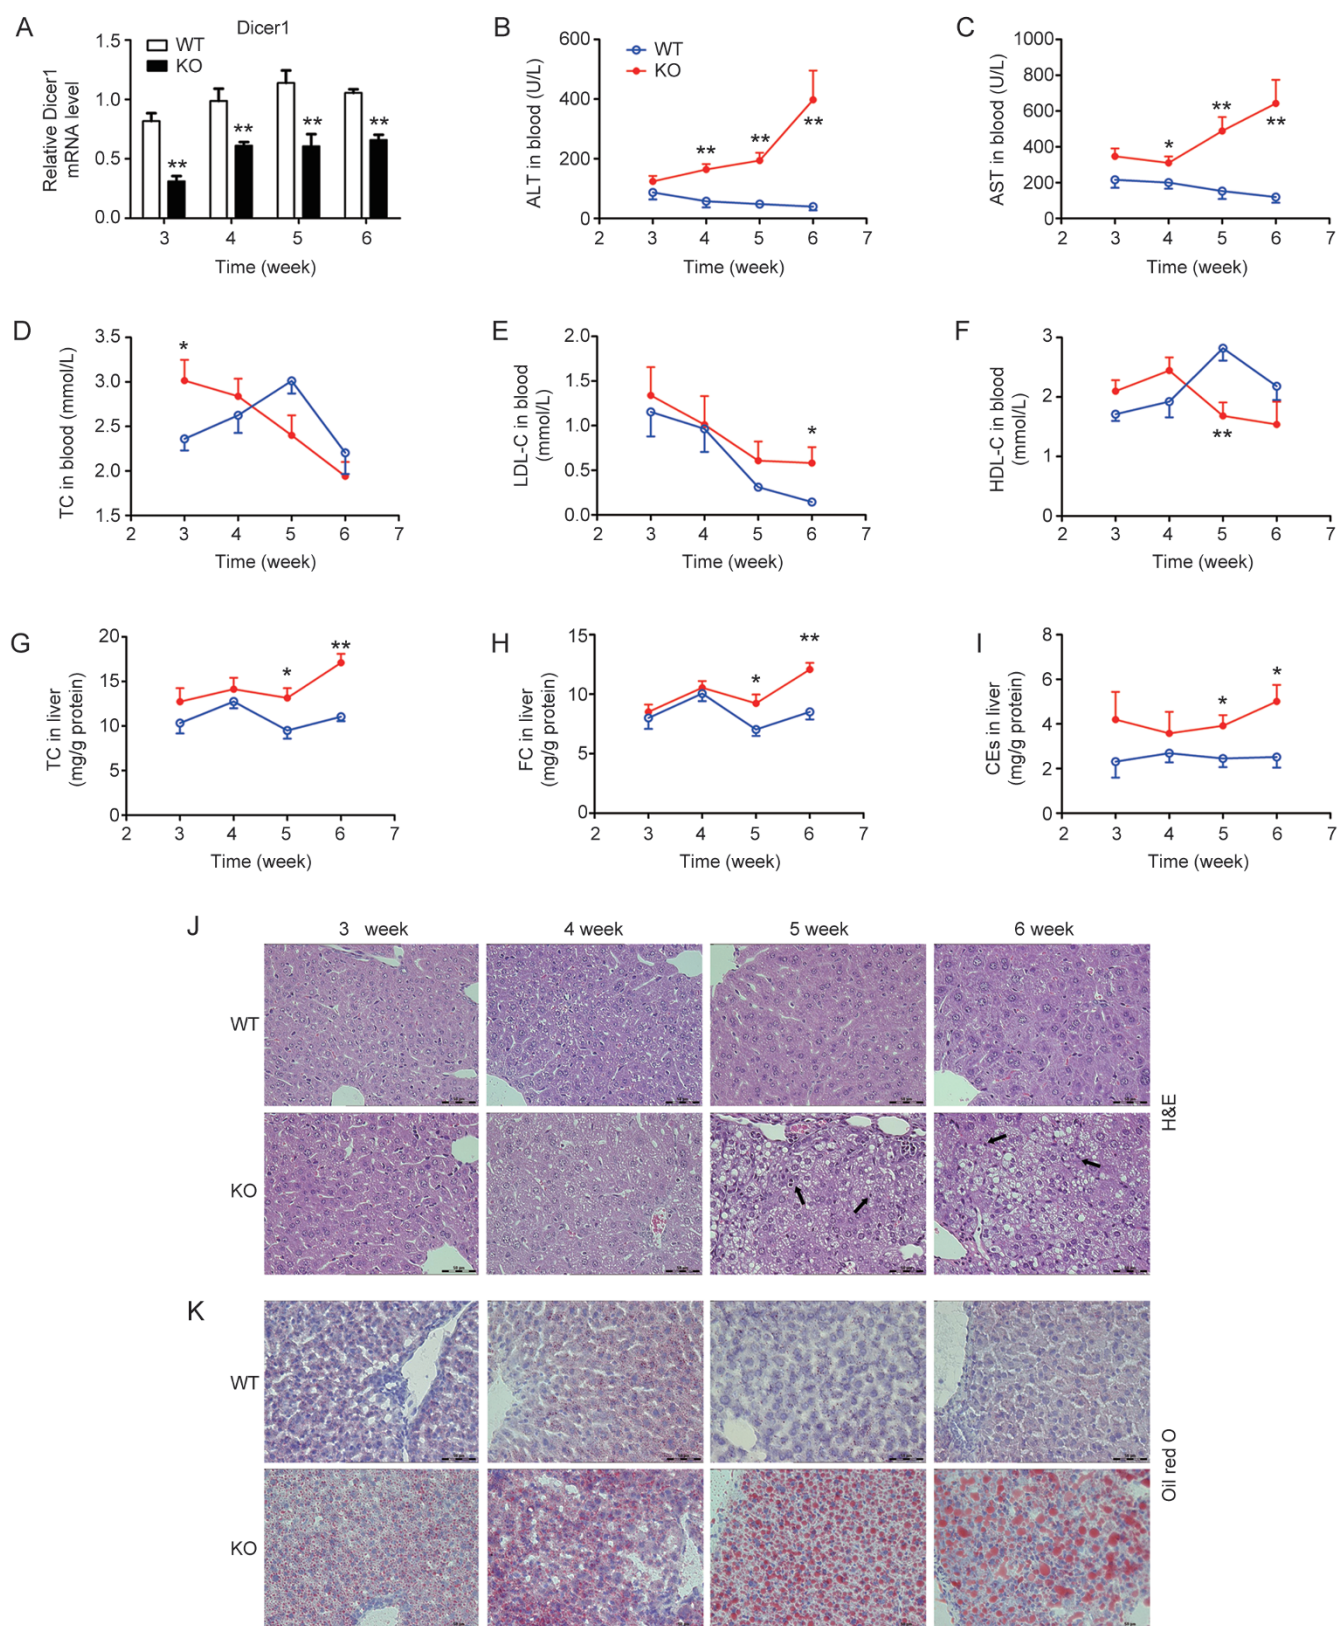 A
Dicer1
WT
KO
Relative Dicer1
mRNA level
1.5
1.0
0.5
0.0
**
**
**
**
3 4 5 6
Time (week)
B
WT
KO
ALT in blood (U/L)
600
400
200
0
**
**
**
2 3 4 5 6 7
Time (week)
C
AST in blood (U/L)
1000
800
600
400
200
0
*
**
**
2 3 4 5 6 7
Time (week)
D
TC in blood (mmol/L)
3.5
3.0
2.5
2.0
1.5
*
2 3 4 5 6 7
Time (week)
E
LDL-C in blood
(mmol/L)
2.0
1.5
1.0
0.5
0.0
*
2 3 4 5 6 7
Time (week)
F
HDL-C in blood
(mmol/L)
3
2
1
0
**
2 3 4 5 6 7
Time (week)
G
TC in liver
(mg/g protein)
20
15
10
5
0
*
**
2 3 4 5 6 7
Time (week)
H
FC in liver
(mg/g protein)
15
10
5
0
*
**
2 3 4 5 6 7
Time (week)
I
CEs in liver
(mg/g protein)
8
6
4
2
0
*
*
2 3 4 5 6 7
Time (week)
J
3 week 4 week 5 week 6 week
WT
KO
H&E
K
WT
KO
Oil red O